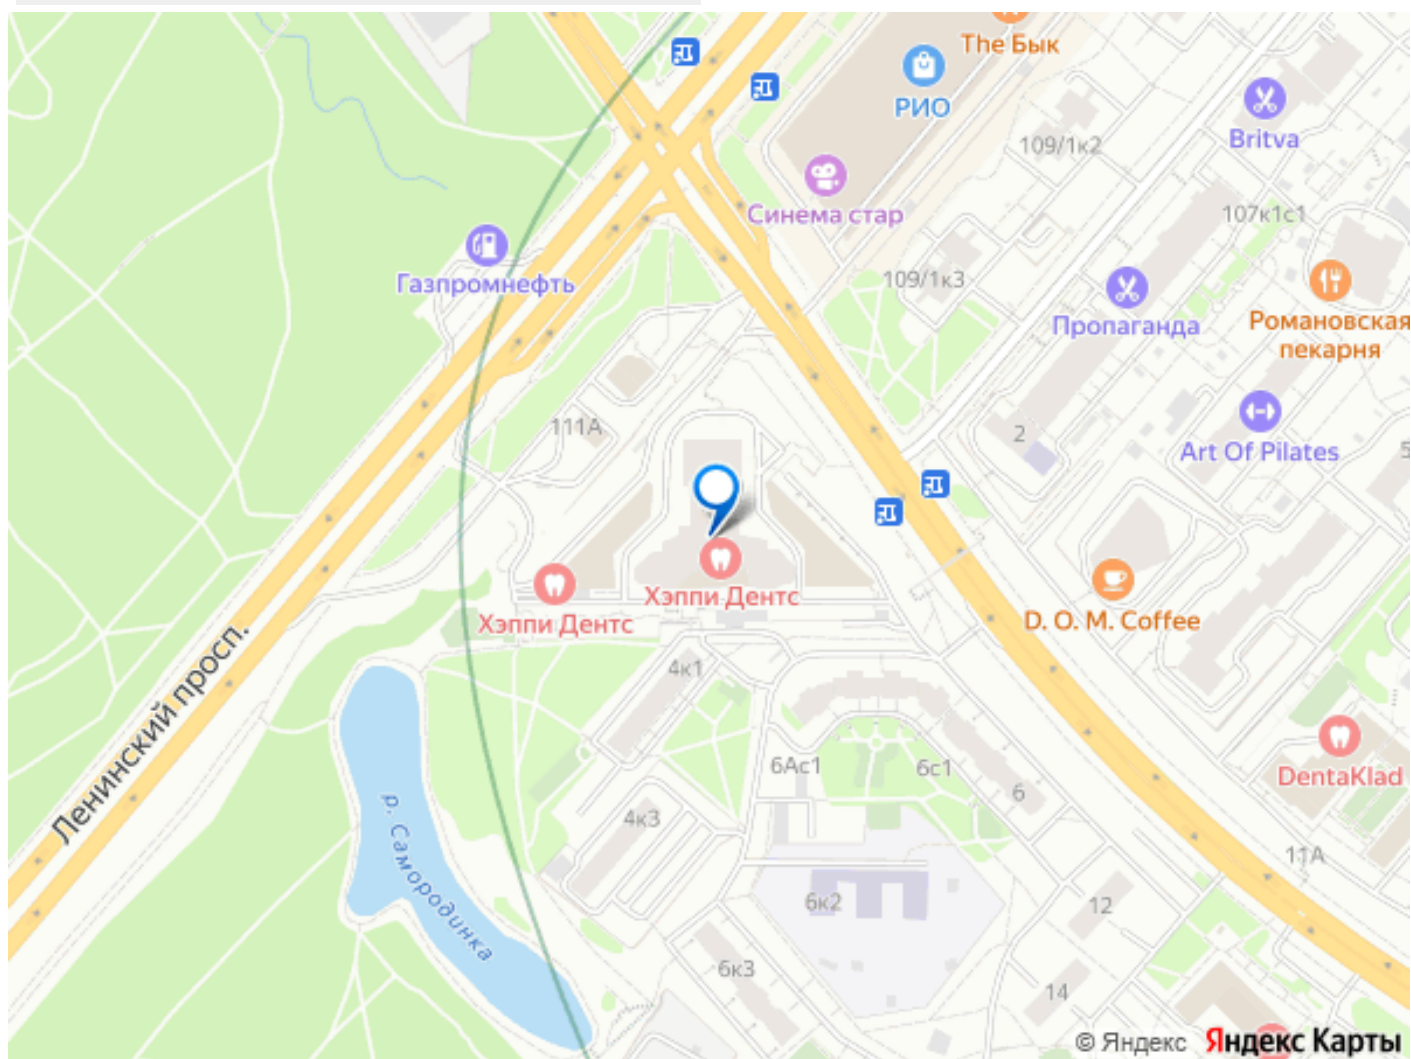 The Бык
РИО
Britva
109/1к2
Синема стар
107к1с1
Газпромнефть
109/1к3
Пропаганда
Романовская
пекарня
111А
2
Art Of Pilates
5
Хэппи Дентс
Хэппи Дентс
D. O. M. Coffee
Ленинский просп.
4к1
6Ас1
6с1
6
DentaKlad
р. Самородинка
4к3
11А
6к2
12
6к3
14
© Яндекс Яндекс Карты